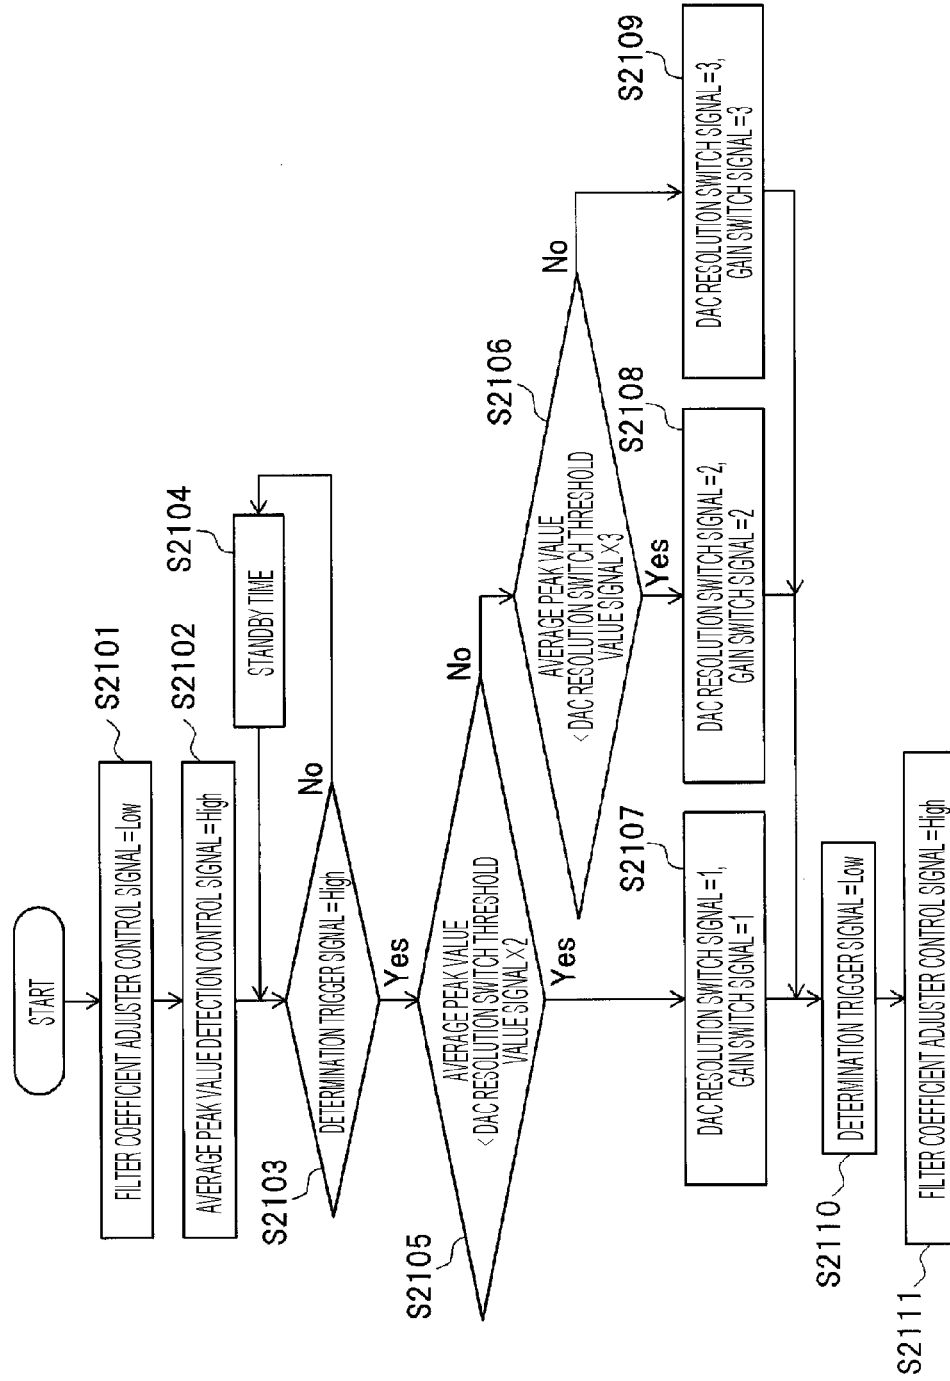 START
S2101
FILTER COEFFICIENT ADJUSTER CONTROL SIGNAL =Low
S2102
AVERAGE PEAK VALUE DETECTION CONTROL SIGNAL =High
S2104
STANDBY TIME
S2103
DETERMINATION TRIGGER SIGNAL =High
No
Yes
S2105
AVERAGE PEAK VALUE
< DAC RESOLUTION SWITCH THRESHOLD
VALUE SIGNAL ×2
No
Yes
S2106
AVERAGE PEAK VALUE
< DAC RESOLUTION SWITCH THRESHOLD
VALUE SIGNAL ×3
No
Yes
S2107
DAC RESOLUTION SWITCH SIGNAL =1,
GAIN SWITCH SIGNAL =1
S2108
DAC RESOLUTION SWITCH SIGNAL =2,
GAIN SWITCH SIGNAL =2
S2109
DAC RESOLUTION SWITCH SIGNAL =3,
GAIN SWITCH SIGNAL =3
S2110
DETERMINATION TRIGGER SIGNAL =Low
S2111
FILTER COEFFICIENT ADJUSTER CONTROL SIGNAL =High